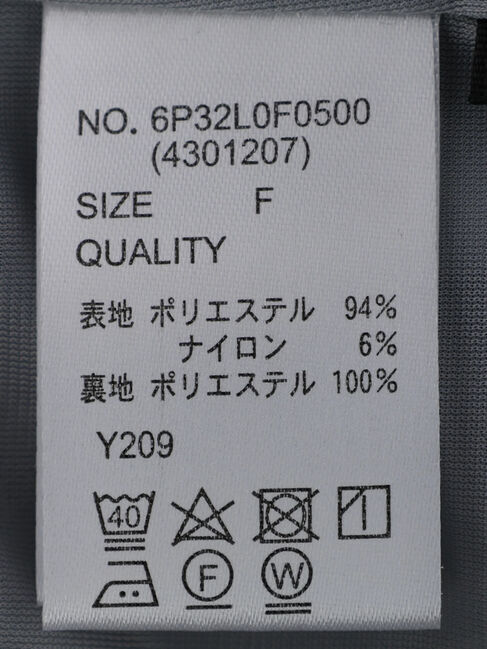 NO. 6P32L0F0500
(4301207)
SIZE F
QUALITY
表地 ポリエステル 94%
ナイロン 6%
裏地 ポリエステル 100%
Y209
40
F W